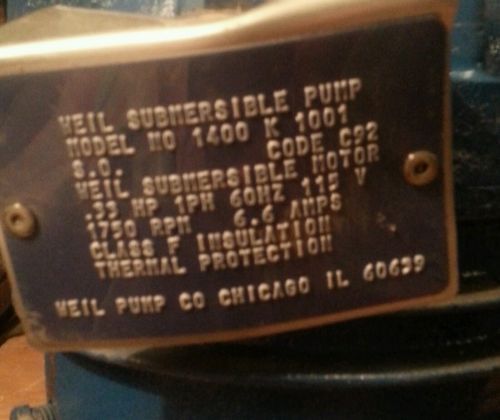 WEIL SUBMERSIBLE PUMP
MODEL NO 1400 K 1001
S.O. CODE C92
WEIL SUBMERSIBLE MOTOR
.33 HP 1PH 60HZ 115 V
1750 RPM 6.6 AMPS
CLASS F INSULATION
THERMAL PROTECTION
WEIL PUMP CO CHICAGO IL 60639